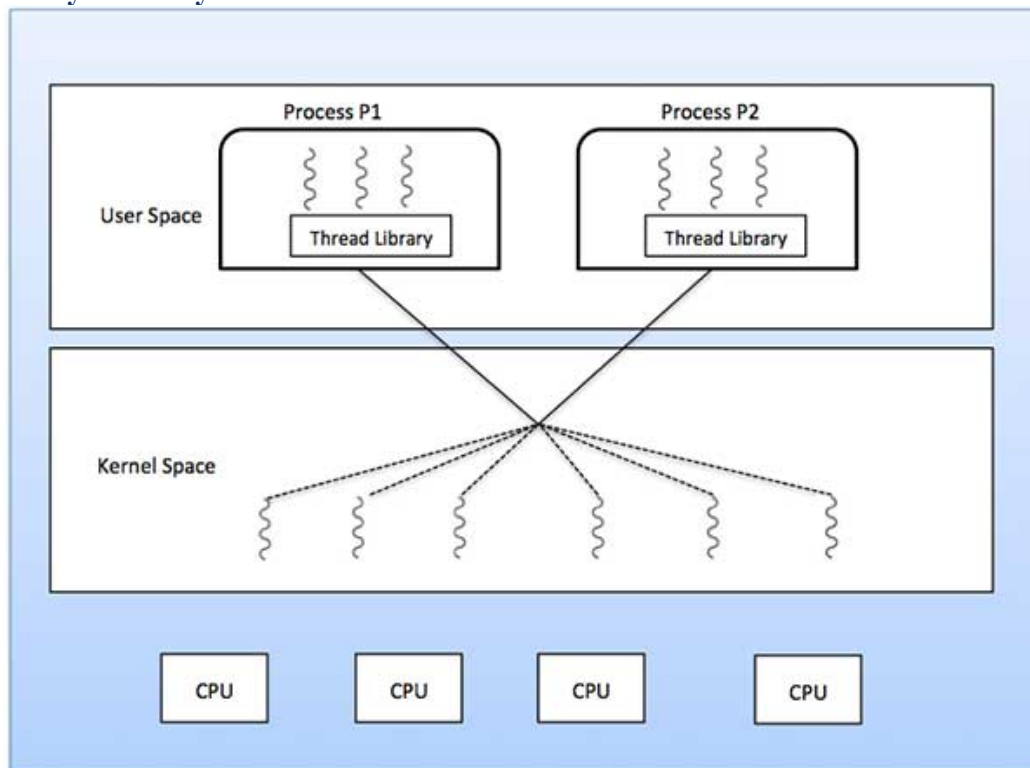 Process P1
Process P2
User Space
Thread Library
Thread Library
Kernel Space
CPU
CPU
CPU
CPU